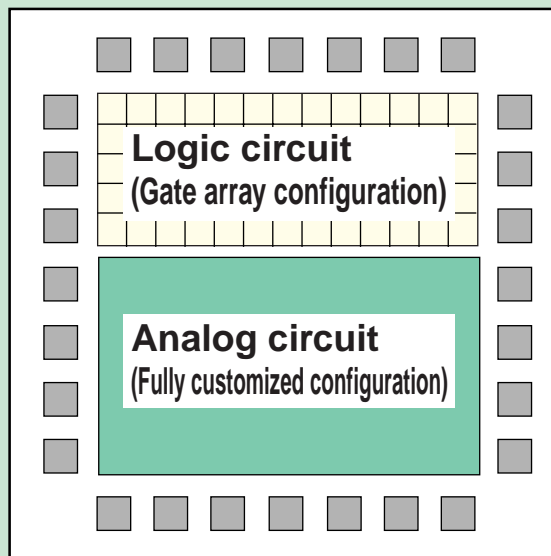 Logic circuit
(Gate array configuration)
Analog circuit
(Fully customized configuration)